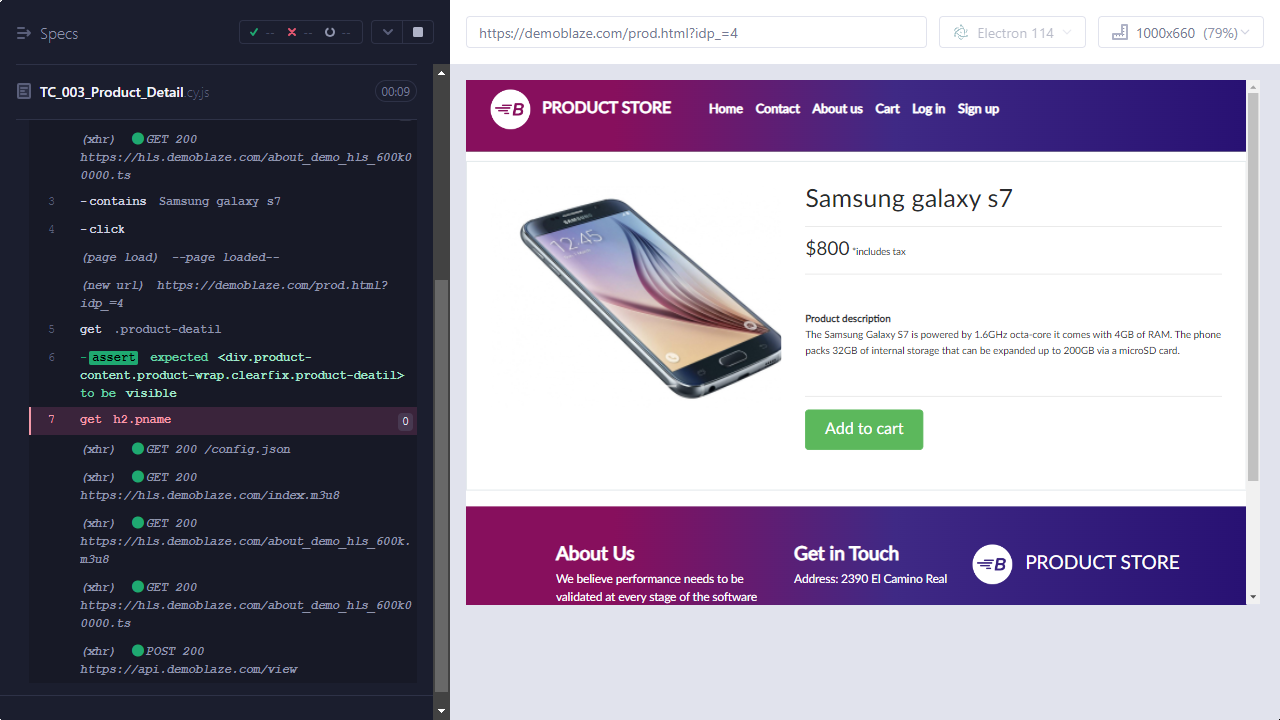 Specs
-- -- --
TC_003_Product_Detail cy.js
00:09
(xhr) GET 200
https://hls.demoblaze.com/about_demo_hls_600k0
0000.ts
3 -contains Samsung galaxy s7
4 -click
(page load) --page loaded--
(new url) https://demoblaze.com/prod.html?
idp_=4
5 get .product-deatil
6 -assert expected <div.product-
content.product-wrap.clearfix.product-deatil>
to be visible
7 get h2.pname 0
(xhr) GET 200 /config.json
(xhr) GET 200
https://hls.demoblaze.com/index.m3u8
(xhr) GET 200
https://hls.demoblaze.com/about_demo_hls_600k.
m3u8
(xhr) GET 200
https://hls.demoblaze.com/about_demo_hls_600k0
0000.ts
(xhr) POST 200
https://api.demoblaze.com/view
https://demoblaze.com/prod.html?idp_=4
Electron 114
1000x660 (79%)
PRODUCT STORE
Home Contact About us Cart Log in Sign up
SAMSUNG
12:45
Samsung galaxy s7
$800 *includes tax
Product description
The Samsung Galaxy S7 is powered by 1.6GHz octa-core it comes with 4GB of RAM. The phone
packs 32GB of internal storage that can be expanded up to 200GB via a microSD card.
Add to cart
About Us
We believe performance needs to be
validated at every stage of the software
Get in Touch
Address: 2390 El Camino Real
PRODUCT STORE